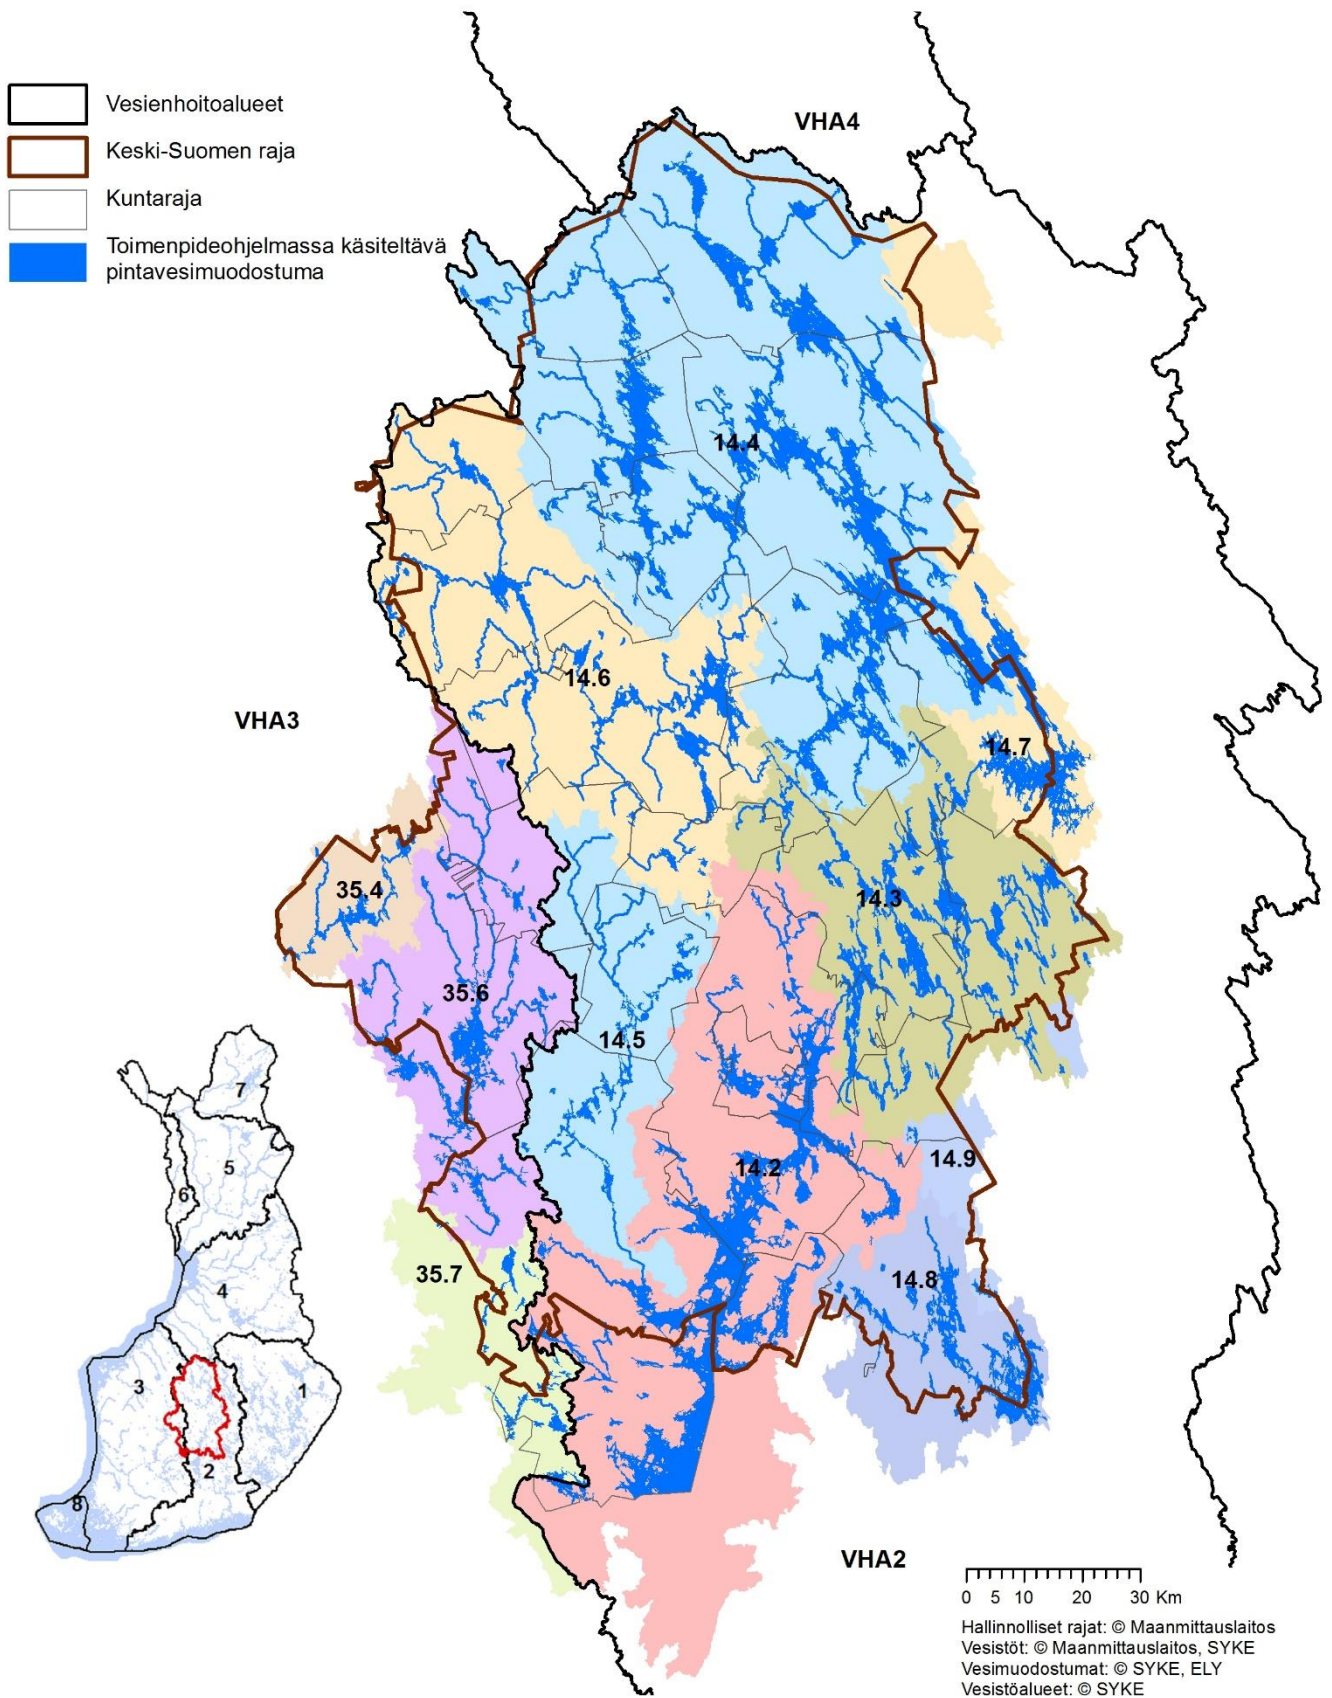 Vesienhoitoalueet
Keski-Suomen raja
Kuntaraja
Toimenpideohjelmassa käsiteltävä
pintavesimuodostuma
VHA4
14.4
14.6
VHA3
14.7
35.4
14.3
35.6
14.5
14.2
14.9
35.7
14.8
7
5
6
4
3
1
2
8
VHA2
0 5 10 20 30 Km
Hallinnolliset rajat: © Maanmittauslaitos
Vesistöt: © Maanmittauslaitos, SYKE
Vesimuodostumat: © SYKE, ELY
Vesistöalueet: © SYKE